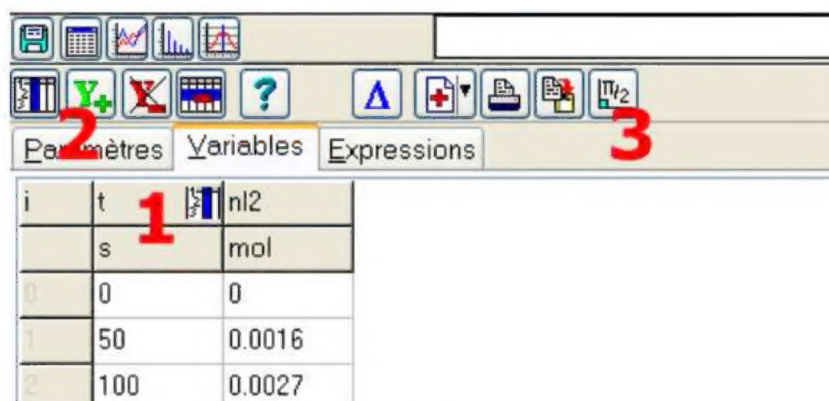 Y+ Y ? Δ π/2
2 3
Paramètres Variables Expressions
1
i t nI2
s mol
0 0 0
1 50 0.0016
2 100 0.0027